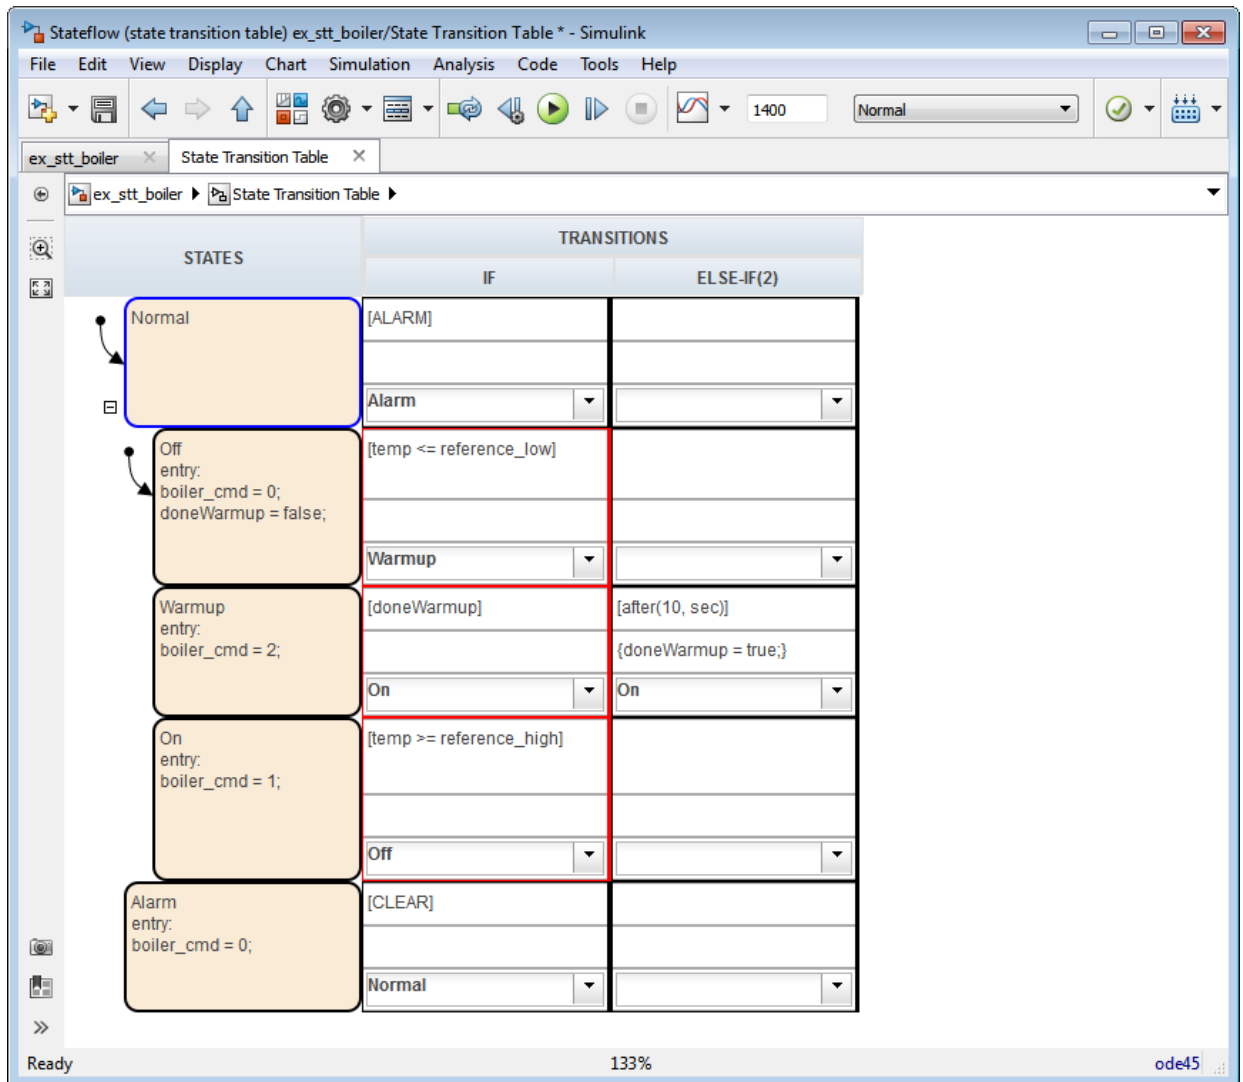 Stateflow (state transition table) ex_stt_boiler/State Transition Table * - Simulink
File Edit View Display Chart Simulation Analysis Code Tools Help
1400 Normal
ex_stt_boiler State Transition Table
ex_stt_boiler State Transition Table
STATES
TRANSITIONS
IF ELSE-IF(2)
Normal
[ALARM]
Alarm
Off
entry:
boiler_cmd = 0;
doneWarmup = false;
[temp <= reference_low]
Warmup
Warmup
entry:
boiler_cmd = 2;
[doneWarmup]
On
[after(10, sec)]
{doneWarmup = true;}
On
On
entry:
boiler_cmd = 1;
[temp >= reference_high]
Off
Alarm
entry:
boiler_cmd = 0;
[CLEAR]
Normal
Ready 133% ode45